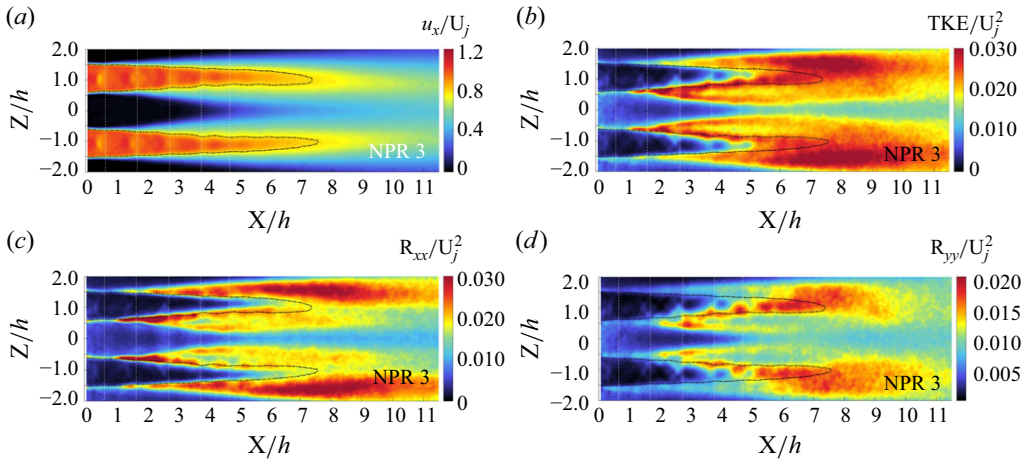 (a)
u_x/U_j
2.0
1.0
0
−1.0
−2.0
Z/h
0 1 2 3 4 5 6 7 8 9 10 11
X/h
NPR 3
1.2
0.8
0.4
0
(b)
TKE/U_j^2
2.0
1.0
0
−1.0
−2.0
Z/h
0 1 2 3 4 5 6 7 8 9 10 11
X/h
NPR 3
0.030
0.020
0.010
0
(c)
R_xx/U_j^2
2.0
1.0
0
−1.0
−2.0
Z/h
0 1 2 3 4 5 6 7 8 9 10 11
X/h
NPR 3
0.030
0.020
0.010
0
(d)
R_yy/U_j^2
2.0
1.0
0
−1.0
2.0
Z/h
0 1 2 3 4 5 6 7 8 9 10 11
X/h
NPR 3
0.020
0.015
0.010
0.005